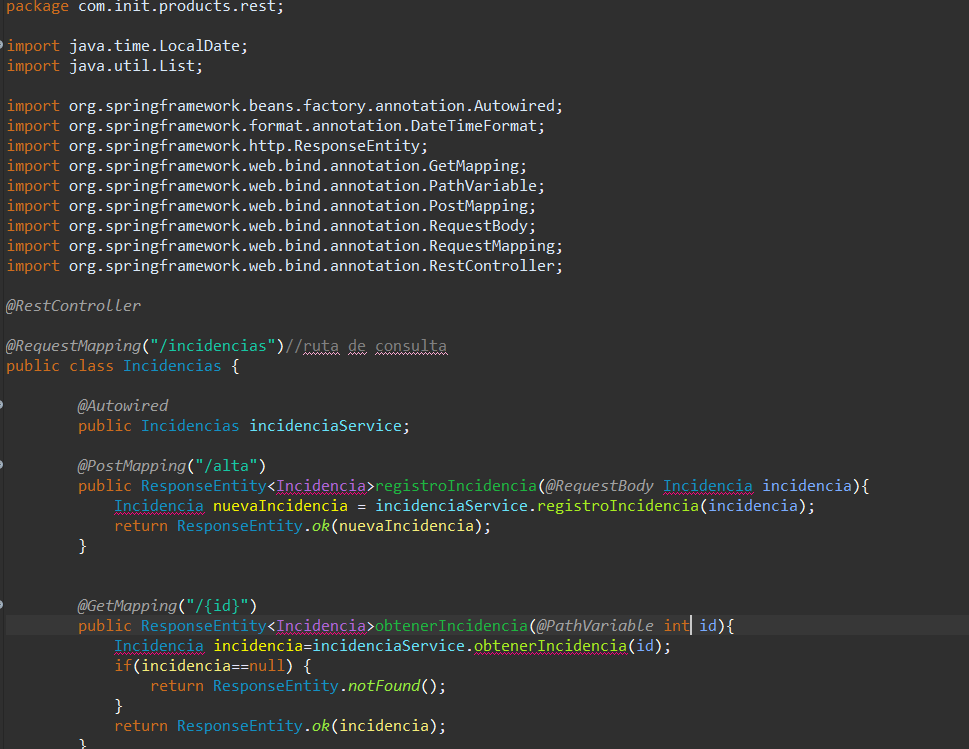 package com.init.products.rest;
import java.time.LocalDate;
import java.util.List;
import org.springframework.beans.factory.annotation.Autowired;
import org.springframework.format.annotation.DateTimeFormat;
import org.springframework.http.ResponseEntity;
import org.springframework.web.bind.annotation.GetMapping;
import org.springframework.web.bind.annotation.PathVariable;
import org.springframework.web.bind.annotation.PostMapping;
import org.springframework.web.bind.annotation.RequestBody;
import org.springframework.web.bind.annotation.RequestMapping;
import org.springframework.web.bind.annotation.RestController;
@RestController
@RequestMapping("/incidencias")//ruta de consulta
public class Incidencias {
@Autowired
public Incidencias incidenciaService;
@PostMapping("/alta")
public ResponseEntity<Incidencia>registroIncidencia(@RequestBody Incidencia incidencia){
Incidencia nuevaIncidencia = incidenciaService.registroIncidencia(incidencia);
return ResponseEntity.ok(nuevaIncidencia);
}
@GetMapping("/{id}")
public ResponseEntity<Incidencia>obtenerIncidencia(@PathVariable int id){
Incidencia incidencia=incidenciaService.obtenerIncidencia(id);
if(incidencia==null) {
return ResponseEntity.notFound();
}
return ResponseEntity.ok(incidencia);
}